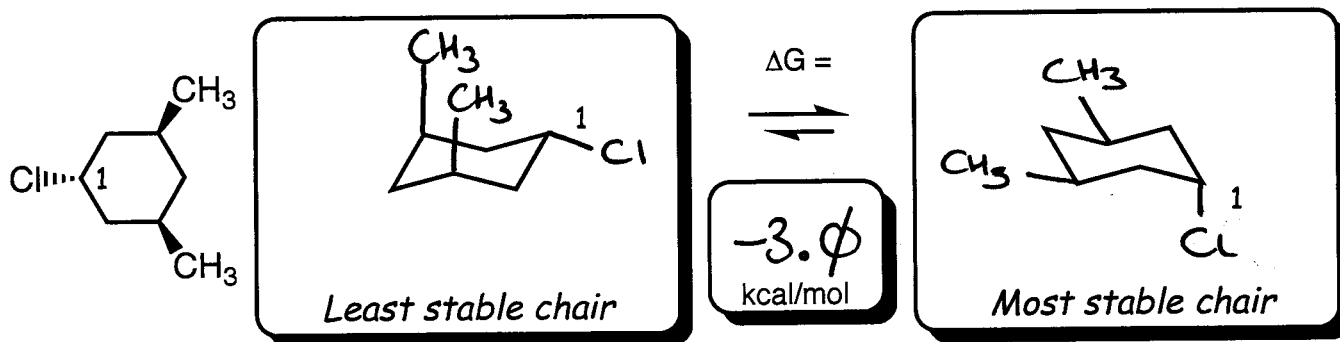 CH₃
Cl
1
CH₃
CH₃
CH₃
1
Cl
Least stable chair
ΔG =
-3.0
kcal/mol
CH₃
CH₃
1
Cl
Most stable chair